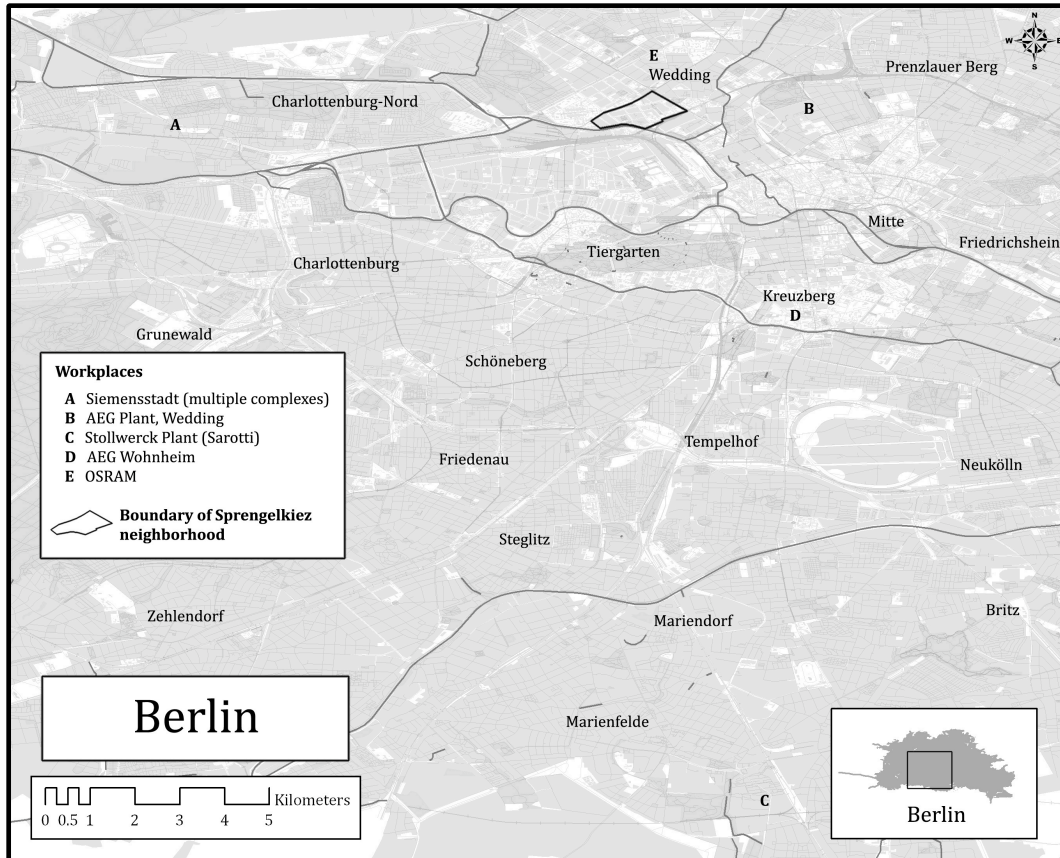 N
W E
S
E
Wedding
Prenzlauer Berg
Charlottenburg-Nord
A
B
Mitte
Friedrichshein
Tiergarten
Charlottenburg
Kreuzberg
D
Grunewald
Schöneberg
Workplaces
A Siemensstadt (multiple complexes)
B AEG Plant, Wedding
C Stollwerck Plant (Sarotti)
D AEG Wohnheim
E OSRAM
Boundary of Sprengelkiez
neighborhood
Tempelhof
Friedenau
Neukölln
Steglitz
Zehlendorf
Mariendorf
Britz
Berlin
Marienfelde
C
Kilometers
0 0.5 1 2 3 4 5
Berlin